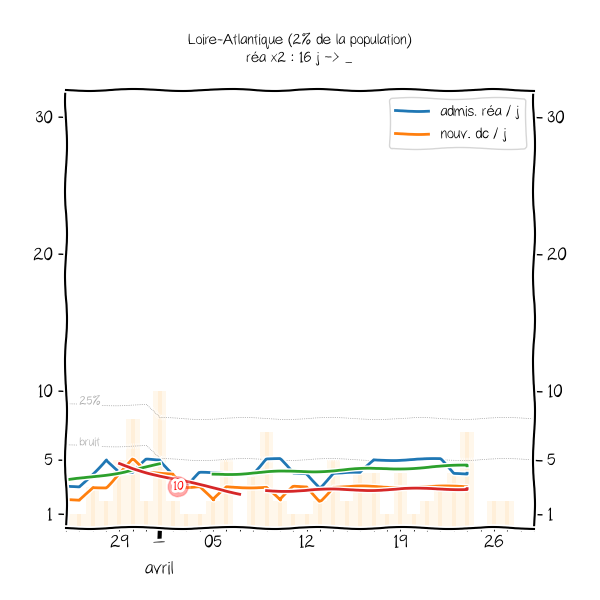 Loire-Atlantique (2% de la population)
réa x2 : 16 j -> _
admis. réa / j
nouv. dc / j
30
30
20
20
10
10
25%
bruit
5
5
10
1
1
29
05
12
19
26
avril